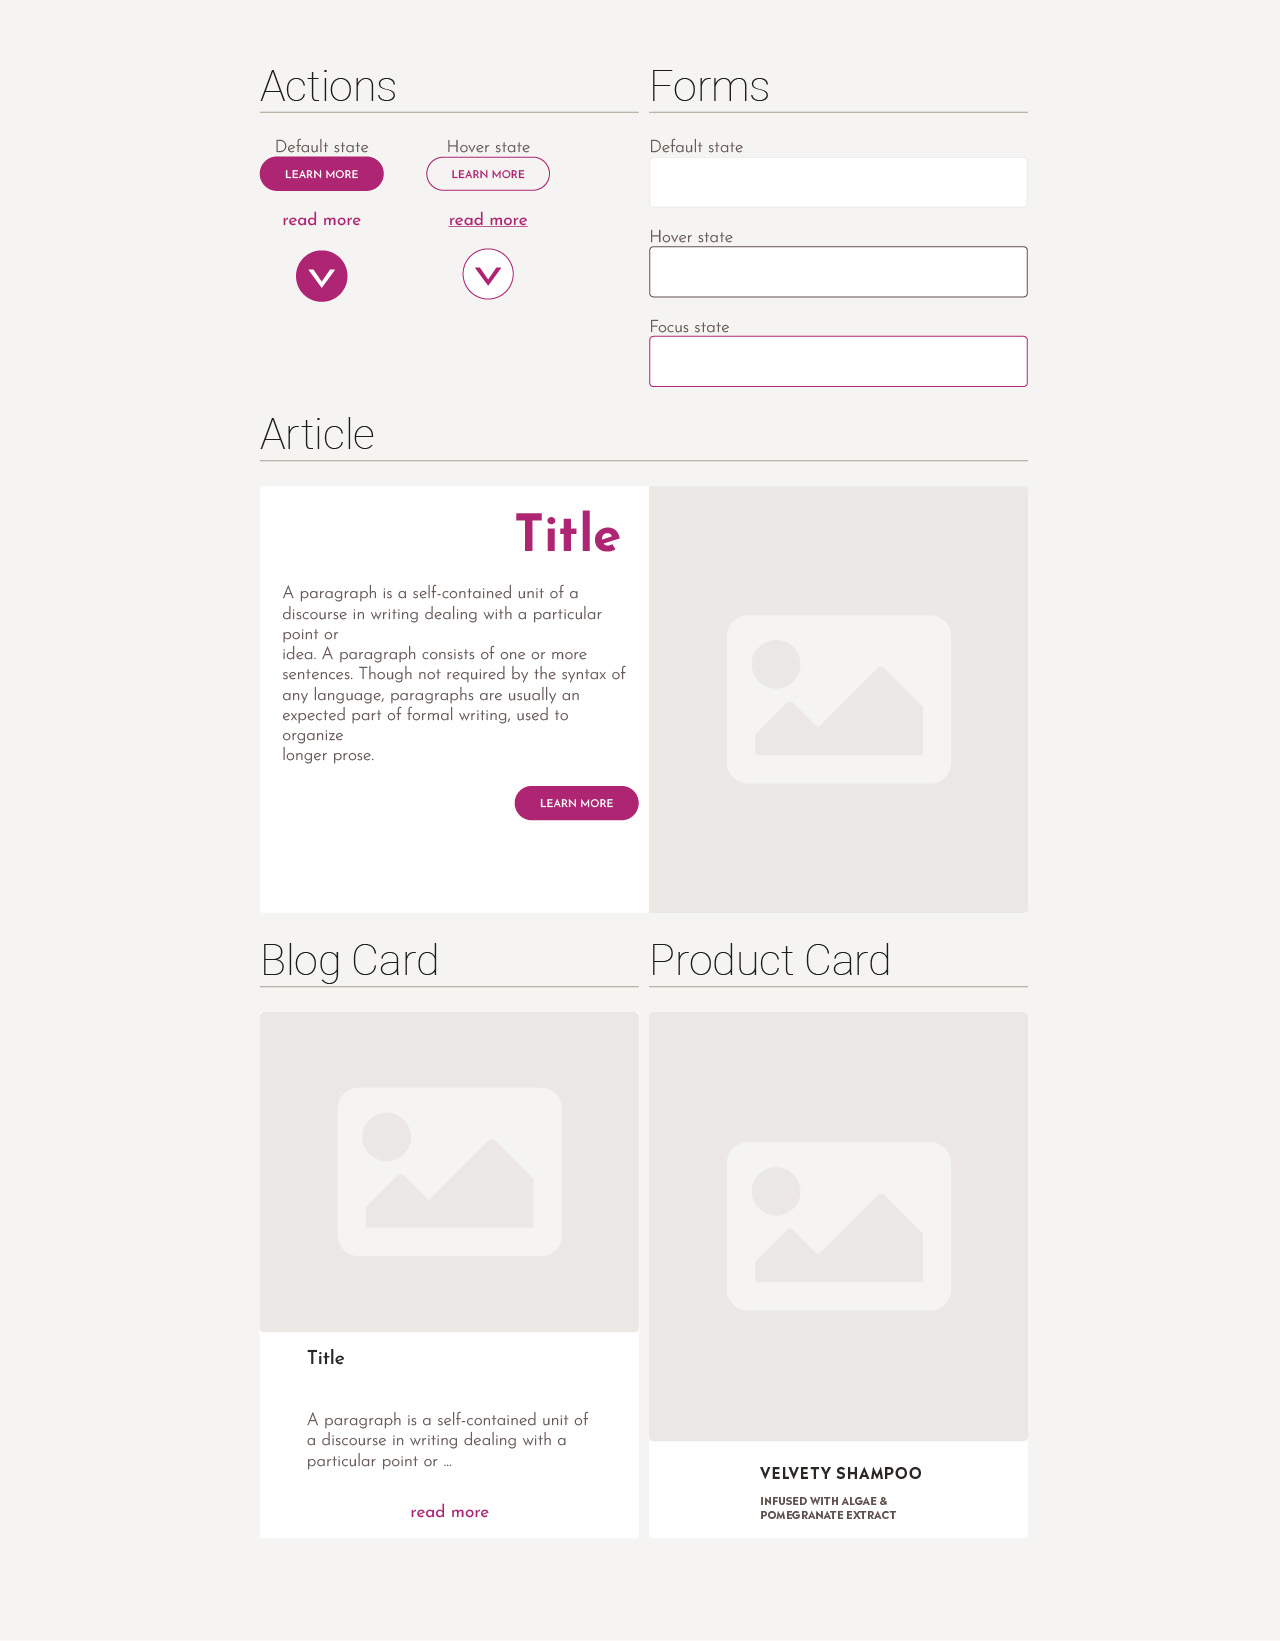 Actions
Default state
Hover state
LEARN MORE
LEARN MORE
read more
read more
Forms
Default state
Hover state
Focus state
Article
Title
A paragraph is a self-contained unit of a
discourse in writing dealing with a particular
point or
idea. A paragraph consists of one or more
sentences. Though not required by the syntax of
any language, paragraphs are usually an
expected part of formal writing, used to
organize
longer prose.
LEARN MORE
Blog Card
Title
A paragraph is a self-contained unit of
a discourse in writing dealing with a
particular point or ...
read more
Product Card
VELVETY SHAMPOO
INFUSED WITH ALGAE &
POMEGRANATE EXTRACT